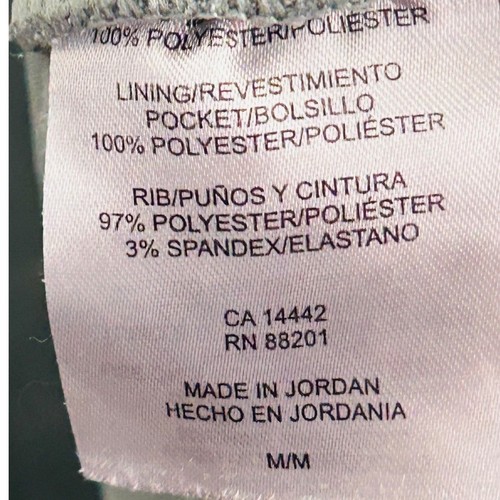 100% POLYESTER/POLIÉSTER
LINING/REVESTIMIENTO
POCKET/BOLSILLO
100% POLYESTER/POLIÉSTER
RIB/PUÑOS Y CINTURA
97% POLYESTER/POLIÉSTER
3% SPANDEX/ELASTANO
CA 14442
RN 88201
MADE IN JORDAN
HECHO EN JORDANIA
M/M